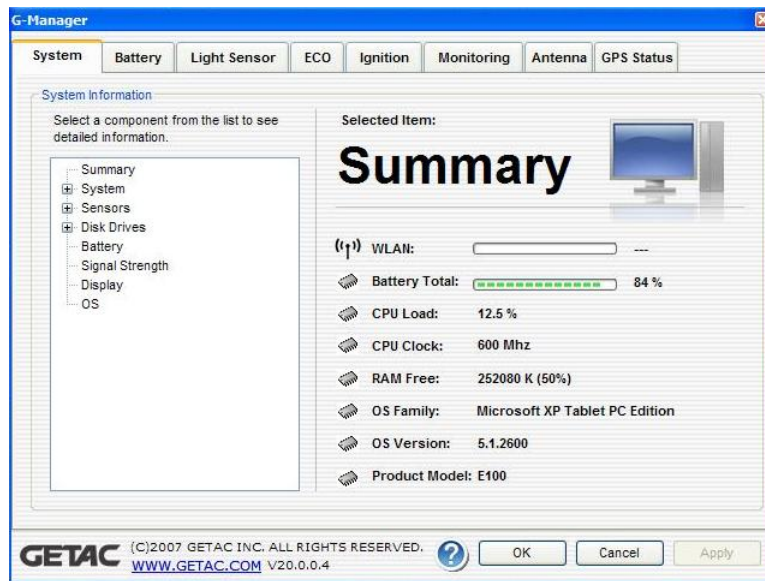 G-Manager
System Battery Light Sensor ECO Ignition Monitoring Antenna GPS Status
System Information
Select a component from the list to see
detailed information.
Summary
System
Sensors
Disk Drives
Battery
Signal Strength
Display
OS
Selected Item:
Summary
WLAN: ---
Battery Total: 84 %
CPU Load: 12.5 %
CPU Clock: 600 Mhz
RAM Free: 252080 K (50%)
OS Family: Microsoft XP Tablet PC Edition
OS Version: 5.1.2600
Product Model: E100
GETAC (C)2007 GETAC INC. ALL RIGHTS RESERVED.
WWW.GETAC.COM V20.0.0.4
? OK Cancel Apply